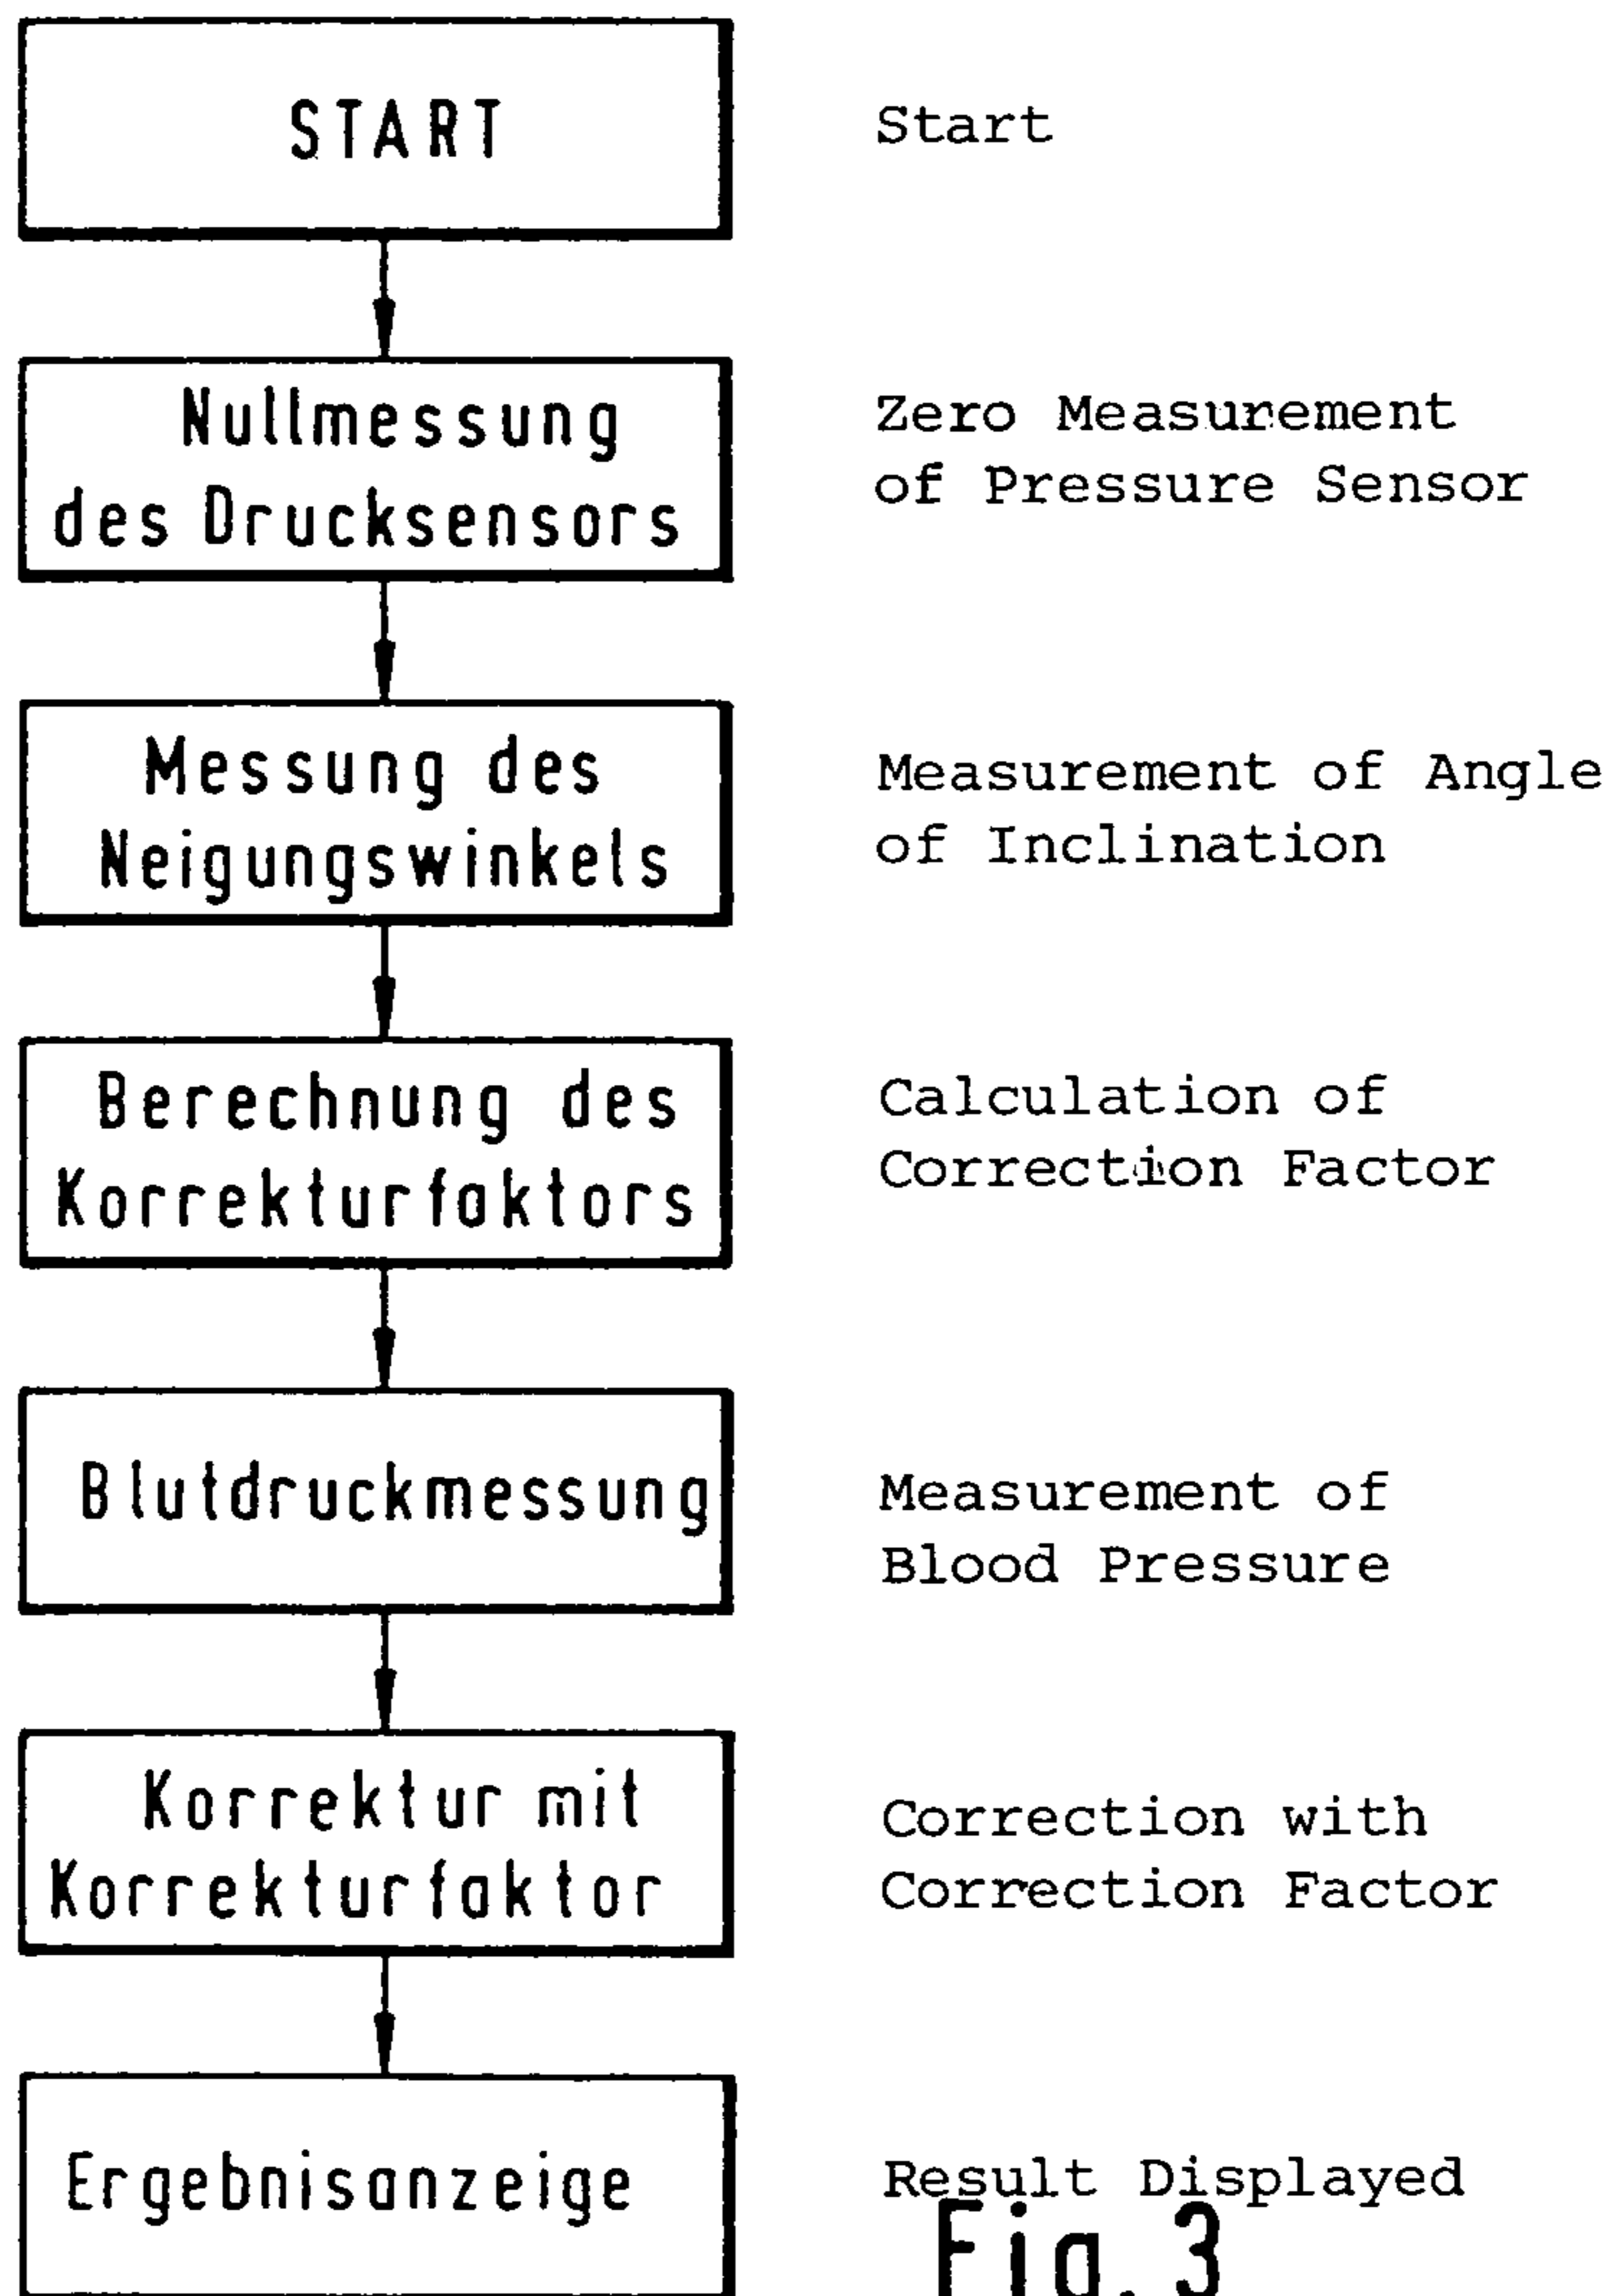 START
Start
Nullmessung
des Drucksensors
Zero Measurement
of Pressure Sensor
Messung des
Neigungswinkels
Measurement of Angle
of Inclination
Berechnung des
Korrekturfaktors
Calculation of
Correction Factor
Blutdruckmessung
Measurement of
Blood Pressure
Korrektur mit
Korrekturfaktor
Correction with
Correction Factor
Ergebnisanzeige
Result Displayed
Fig. 3